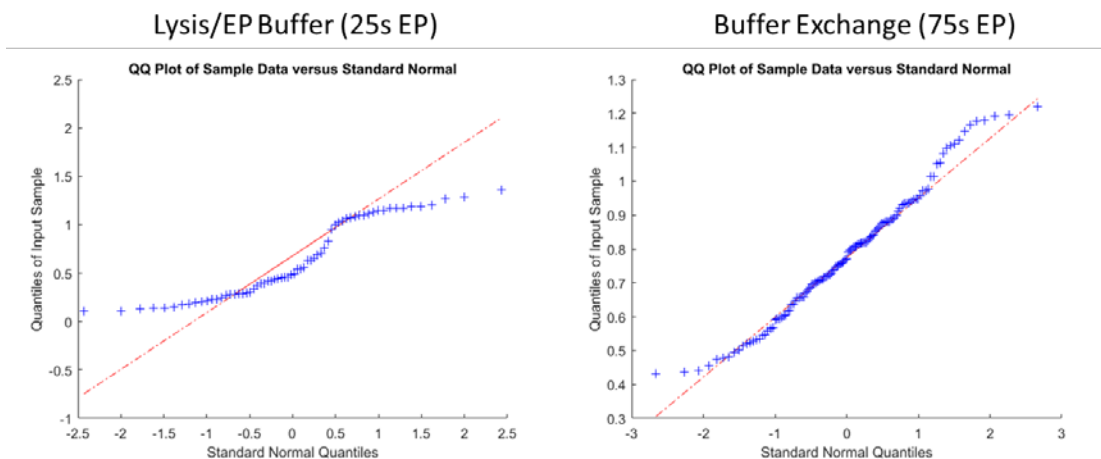 Lysis/EP Buffer (25s EP)
Buffer Exchange (75s EP)
QQ Plot of Sample Data versus Standard Normal
Quantiles of Input Sample
2.5
2
1.5
1
0.5
0
-0.5
-1
-2.5 -2 -1.5 -1 -0.5 0 0.5 1 1.5 2 2.5
Standard Normal Quantiles
QQ Plot of Sample Data versus Standard Normal
Quantiles of Input Sample
1.3
1.2
1.1
1
0.9
0.8
0.7
0.6
0.5
0.4
0.3
-3 -2 -1 0 1 2 3
Standard Normal Quantiles